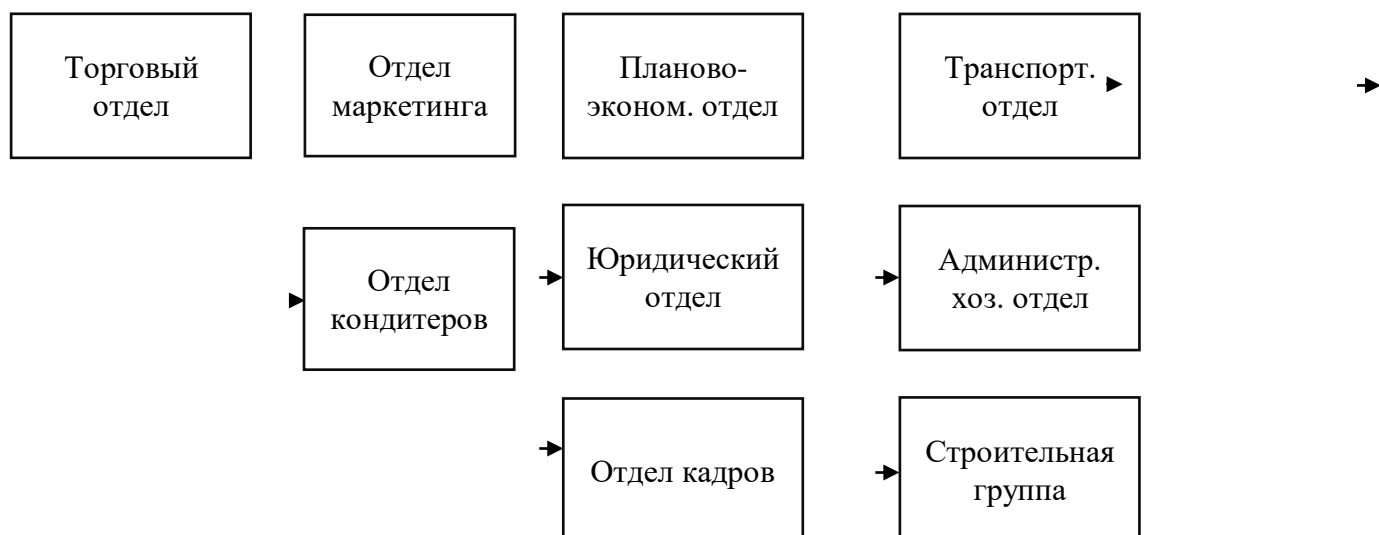 Торговый
отдел
Отдел
маркетинга
Планово-
эконом. отдел
Транспорт.
отдел
Отдел
кондитеров
Юридический
отдел
Администр.
хоз. отдел
Отдел кадров
Строительная
группа